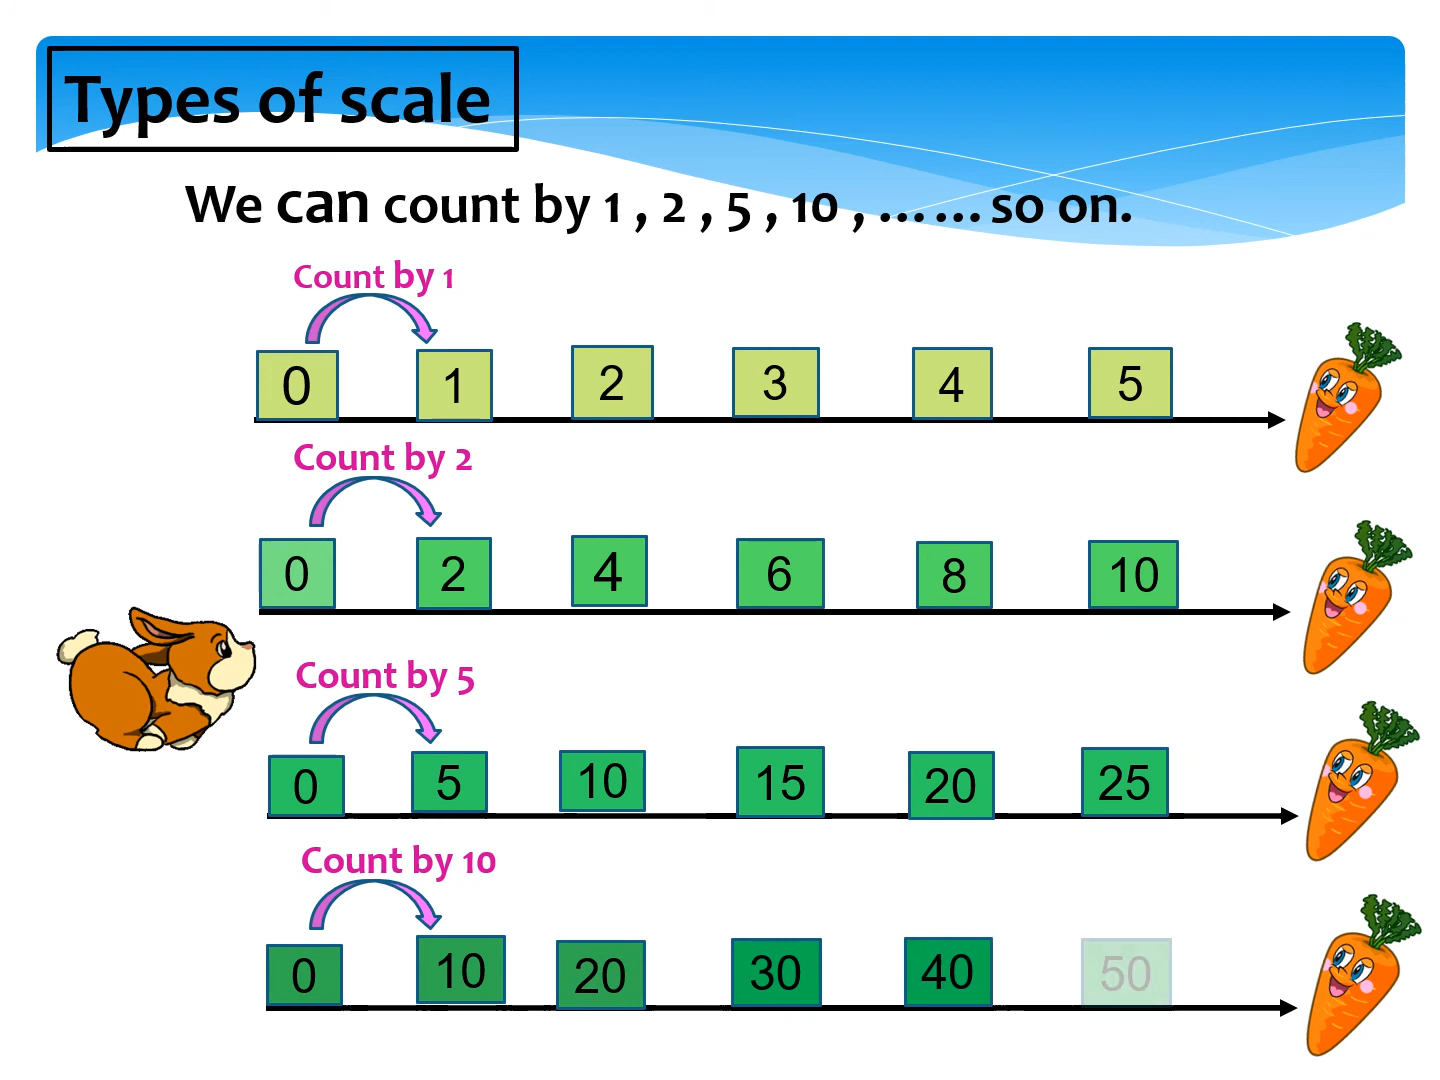 Types of scale
We can count by 1 , 2 , 5 , 10 , ...... so on.
Count by 1
0 1 2 3 4 5
Count by 2
0 2 4 6 8 10
Count by 5
0 5 10 15 20 25
Count by 10
0 10 20 30 40 50